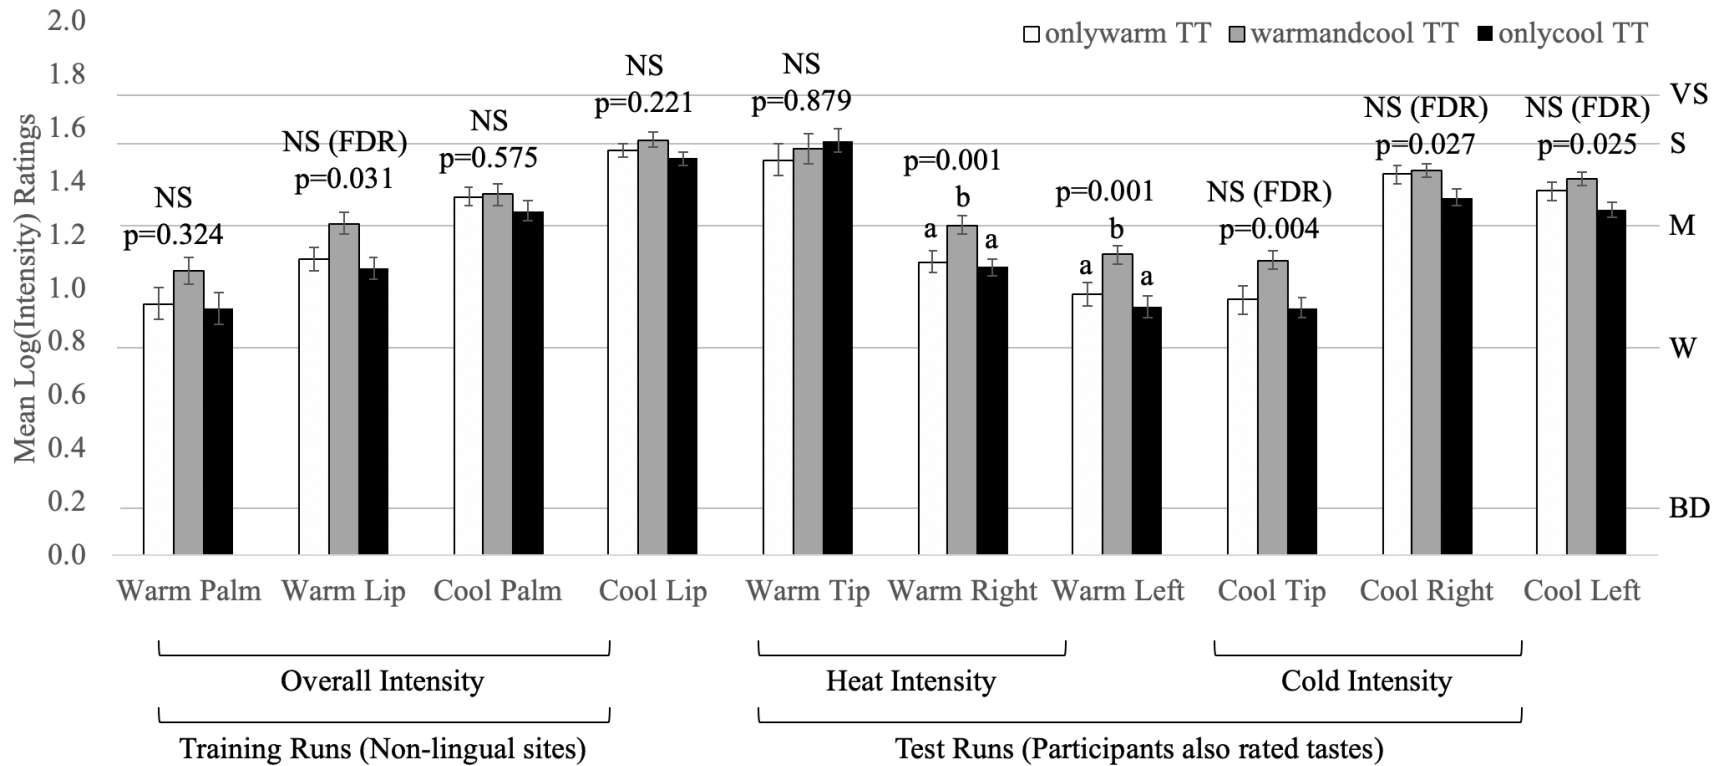 2.0
1.8
1.6
1.4
1.2
1.0
0.8
0.6
0.4
0.2
0.0
Mean Log(Intensity) Ratings
onlywarm TT warmandcool TT onlycool TT
VS
S
M
W
BD
NS
p=0.324
NS (FDR)
p=0.031
NS
p=0.575
NS
p=0.221
NS
p=0.879
p=0.001
a b a
p=0.001
a b a
NS (FDR)
p=0.004
NS (FDR)
p=0.027
NS (FDR)
p=0.025
Warm Palm Warm Lip Cool Palm Cool Lip Warm Tip Warm Right Warm Left Cool Tip Cool Right Cool Left
Overall Intensity Heat Intensity Cold Intensity
Training Runs (Non-lingual sites) Test Runs (Participants also rated tastes)